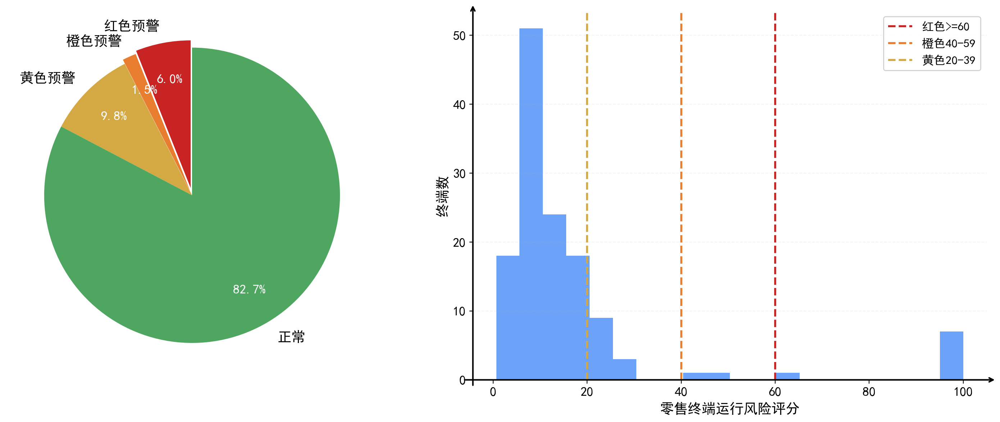 红色预警
橙色预警
黄色预警
6.0%
1.5%
9.8%
82.7%
正常
终端数
50
40
30
20
10
0
红色>=60
橙色40-59
黄色20-39
0 20 40 60 80 100
零售终端运行风险评分